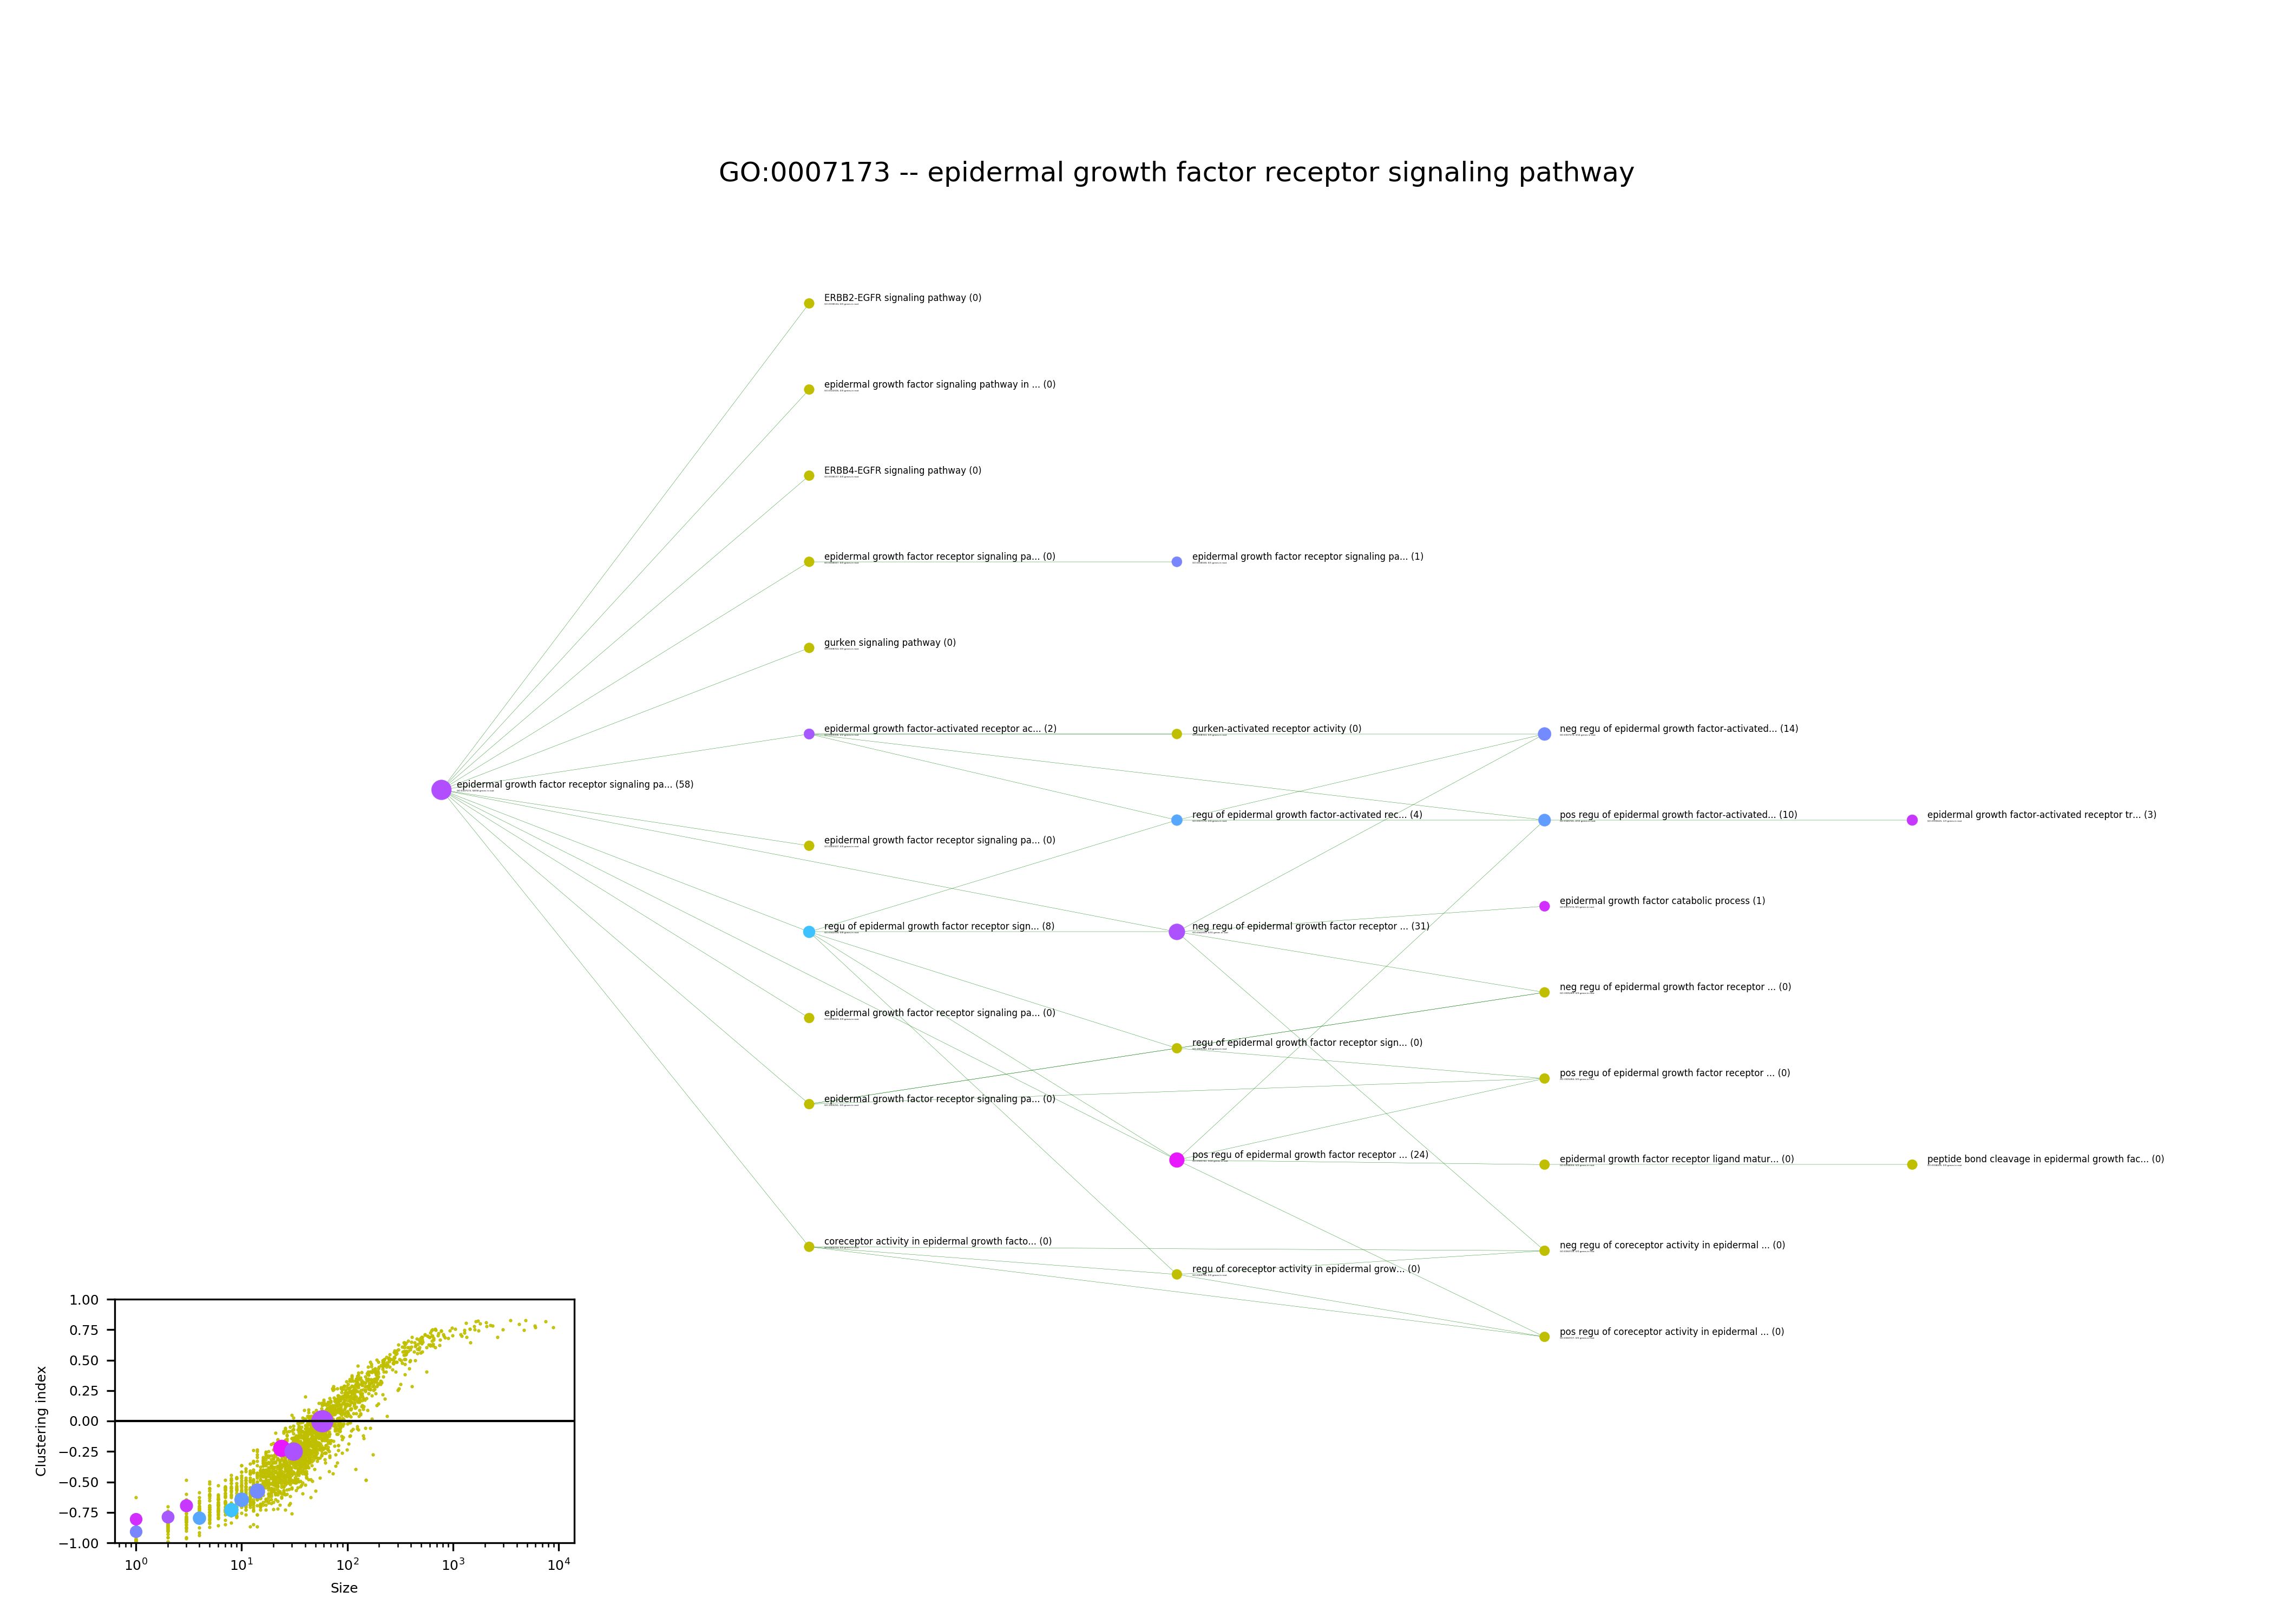 GO:0007173 -- epidermal growth factor receptor signaling pathway
ERBB2-EGFR signaling pathway (0)
epidermal growth factor signaling pathway in ... (0)
ERBB4-EGFR signaling pathway (0)
epidermal growth factor receptor signaling pa... (0)
epidermal growth factor receptor signaling pa... (1)
gurken signaling pathway (0)
epidermal growth factor-activated receptor ac... (2)
gurken-activated receptor activity (0)
neg regu of epidermal growth factor-activated... (14)
epidermal growth factor receptor signaling pa... (58)
regu of epidermal growth factor-activated rec... (4)
pos regu of epidermal growth factor-activated... (10)
epidermal growth factor-activated receptor tr... (3)
epidermal growth factor receptor signaling pa... (0)
epidermal growth factor catabolic process (1)
regu of epidermal growth factor receptor sign... (8)
neg regu of epidermal growth factor receptor ... (31)
neg regu of epidermal growth factor receptor ... (0)
epidermal growth factor receptor signaling pa... (0)
regu of epidermal growth factor receptor sign... (0)
pos regu of epidermal growth factor receptor ... (0)
epidermal growth factor receptor signaling pa... (0)
pos regu of epidermal growth factor receptor ... (24)
epidermal growth factor receptor ligand matur... (0)
peptide bond cleavage in epidermal growth fac... (0)
coreceptor activity in epidermal growth facto... (0)
neg regu of coreceptor activity in epidermal ... (0)
regu of coreceptor activity in epidermal grow... (0)
pos regu of coreceptor activity in epidermal ... (0)
1.00
0.75
0.50
0.25
0.00
−0.25
−0.50
−0.75
−1.00
Clustering index
10⁰ 10¹ 10² 10³ 10⁴
Size